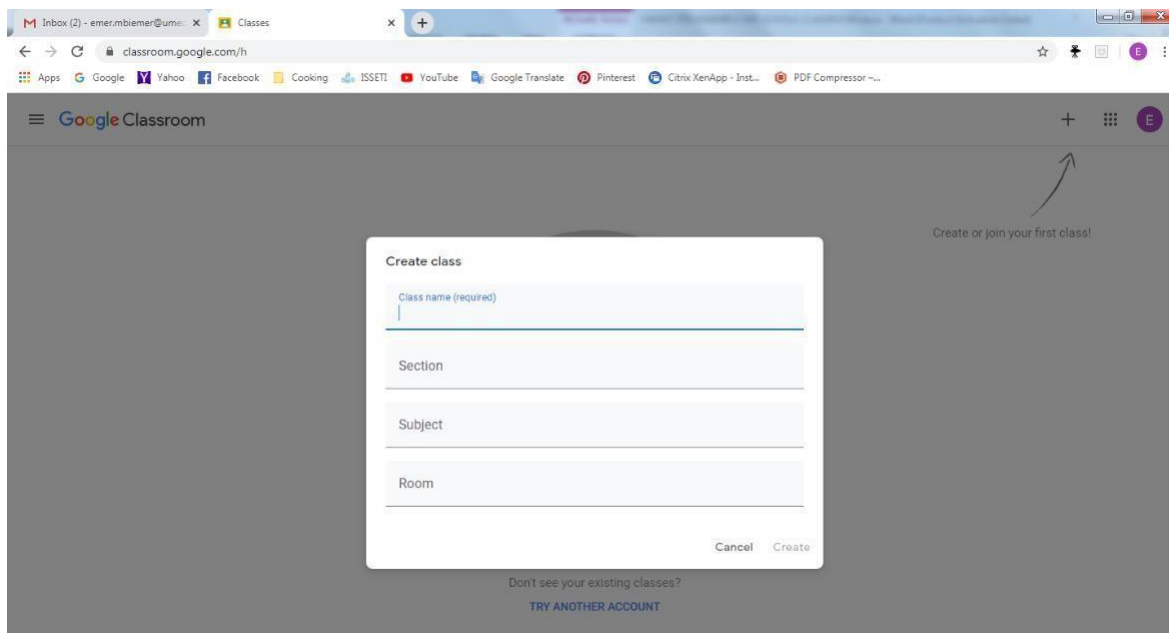 Inbox (2) - emer.mbiemer@ume
Classes
classroom.google.com/h
E
Apps Google Yahoo Facebook Cooking ISSETI YouTube Google Translate Pinterest Citrix XenApp - Inst... PDF Compressor –...
Google Classroom
E
Create or join your first class!
Create class
Class name (required)
Section
Subject
Room
Cancel Create
Don't see your existing classes?
TRY ANOTHER ACCOUNT